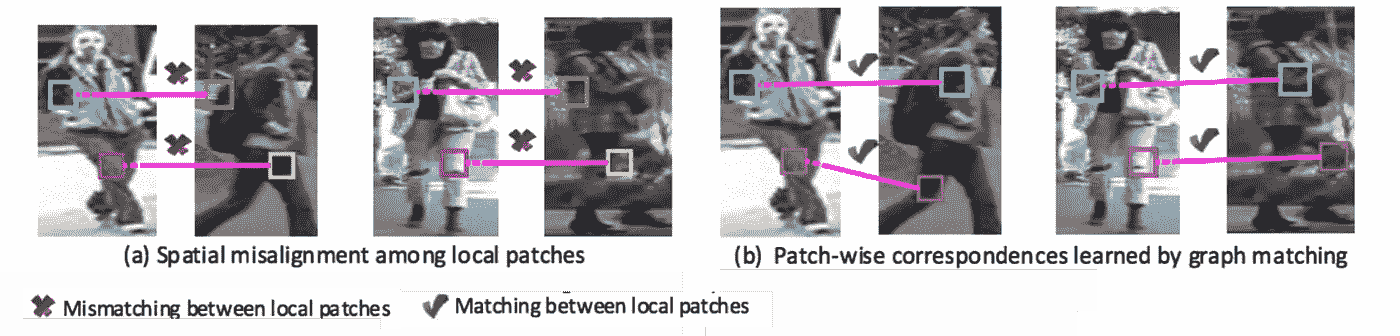 (a) Spatial misalignment among local patches
(b) Patch-wise correspondences learned by graph matching
Mismatching between local patches
Matching between local patches